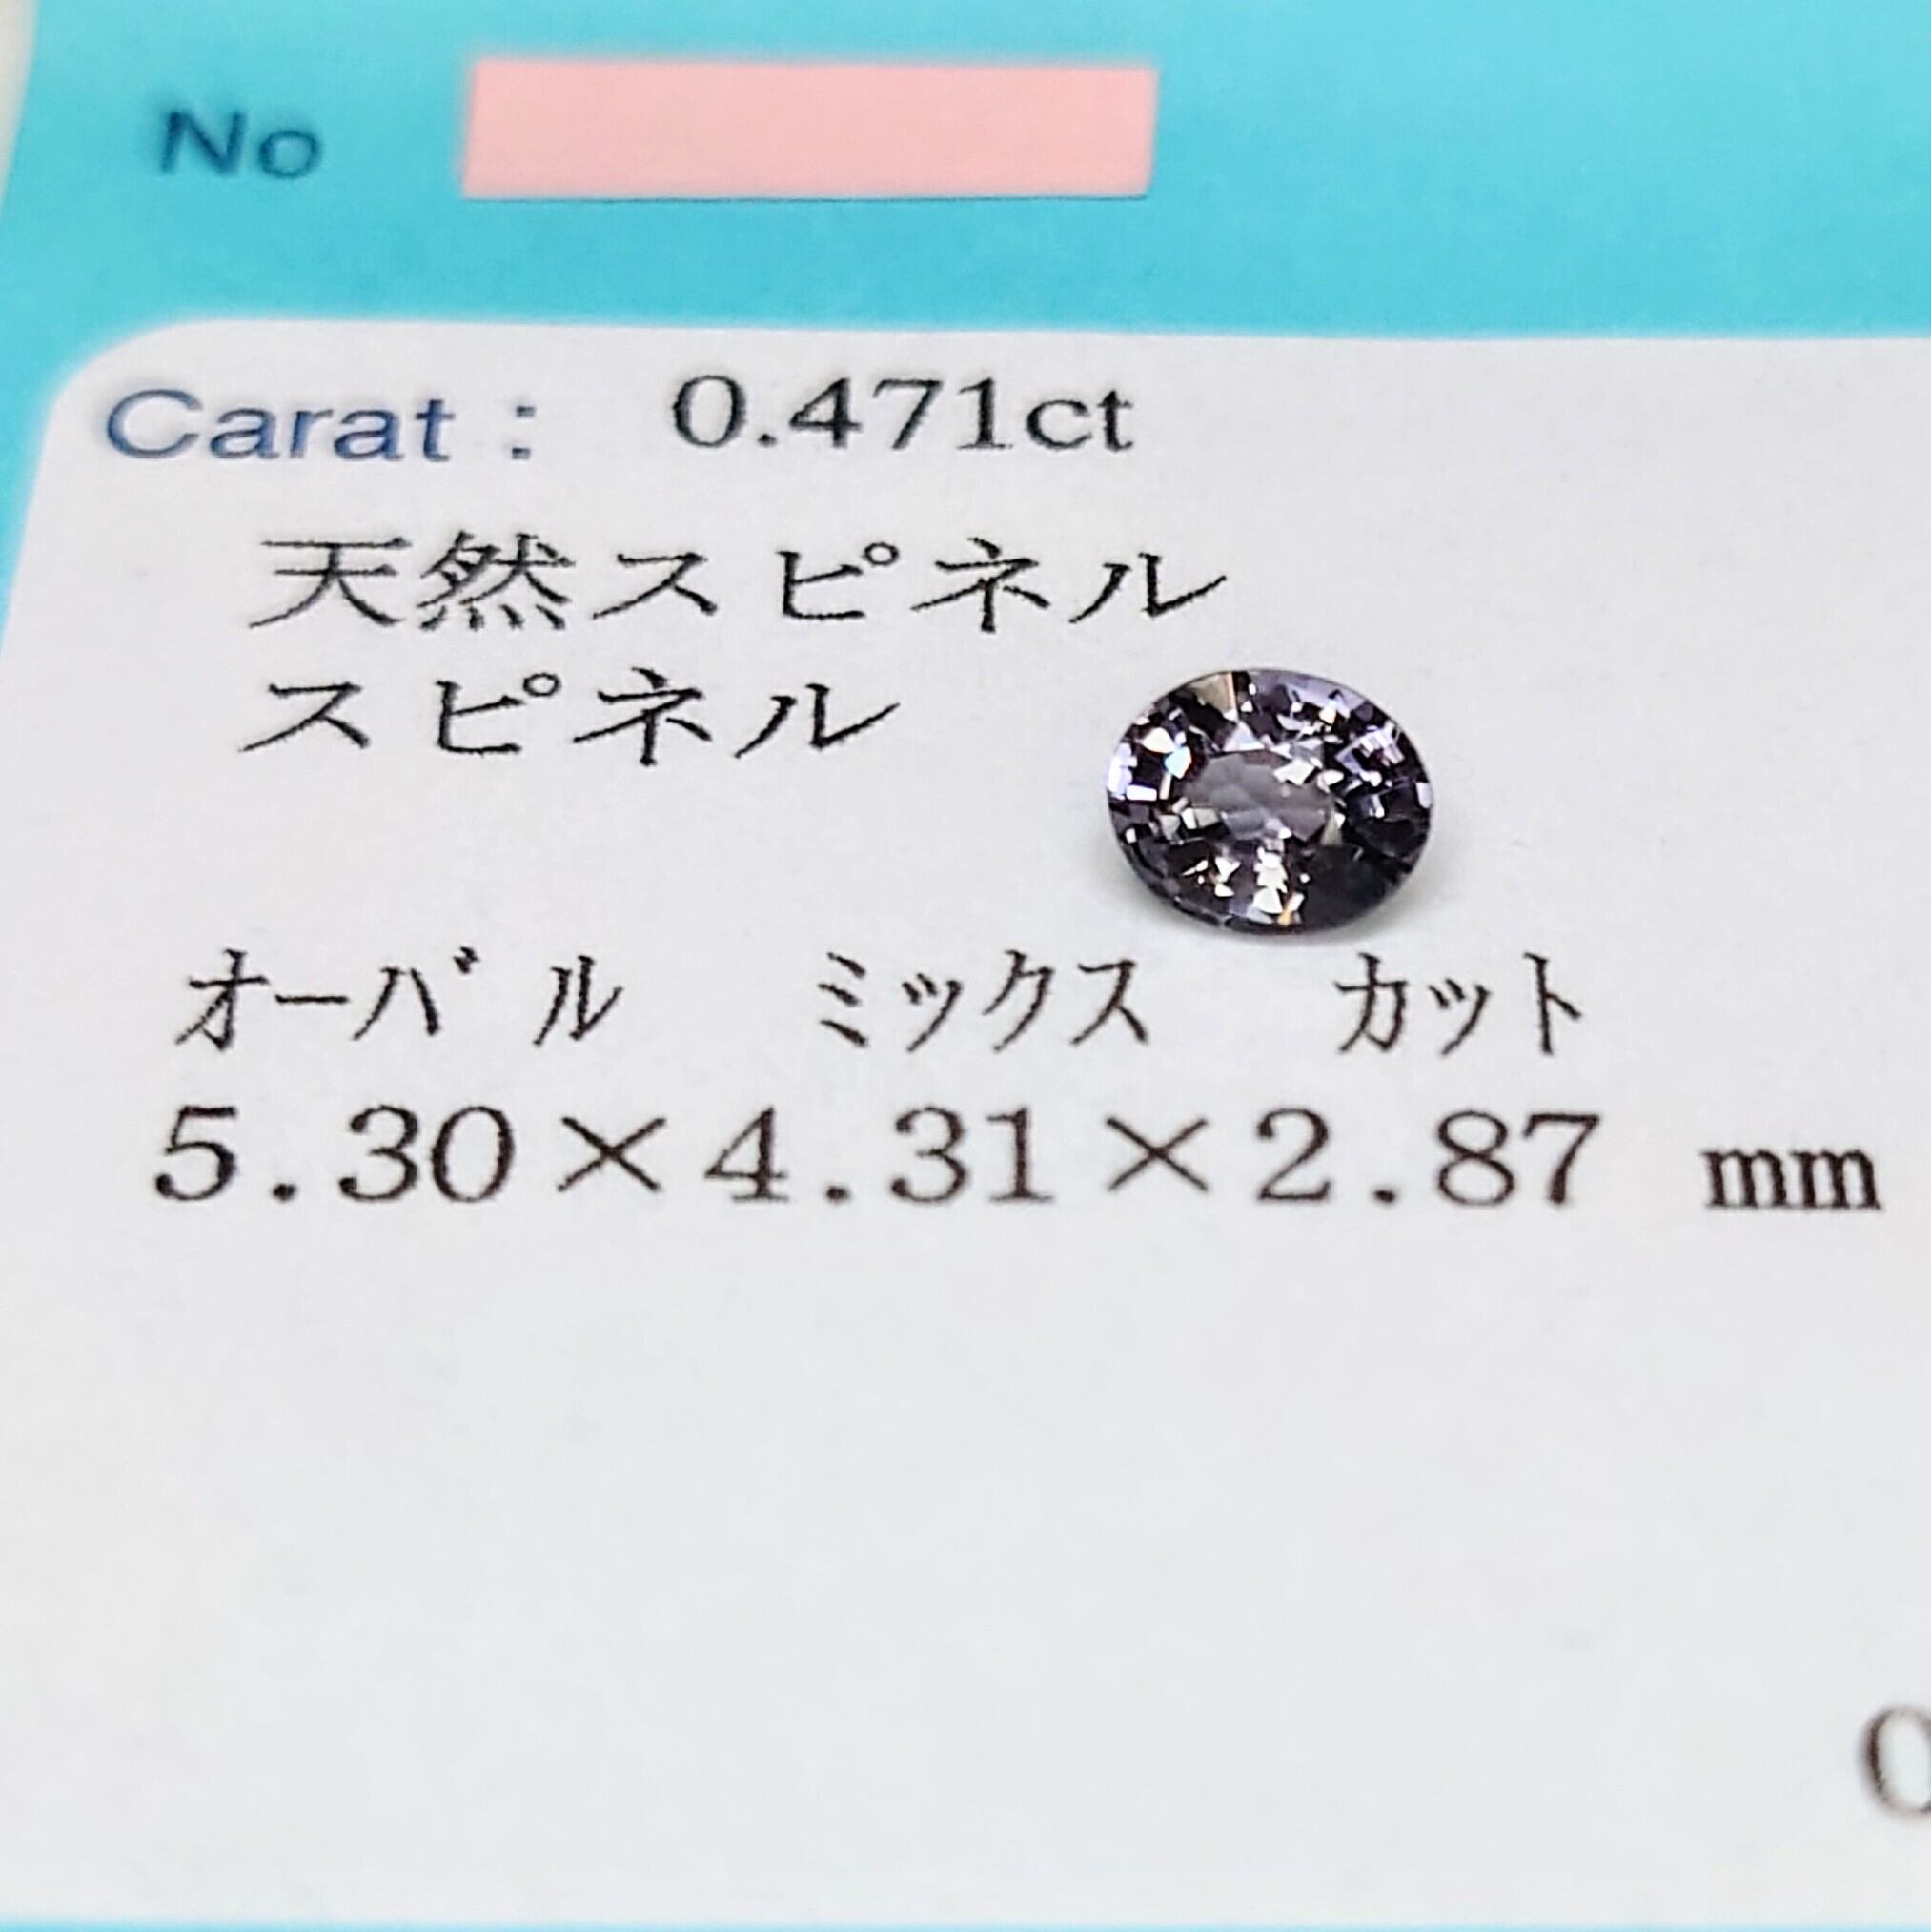 No
Carat : 0.471ct
天然スピネル
スピネル
オーバル ミックス カット
5.30×4.31×2.87 mm
0